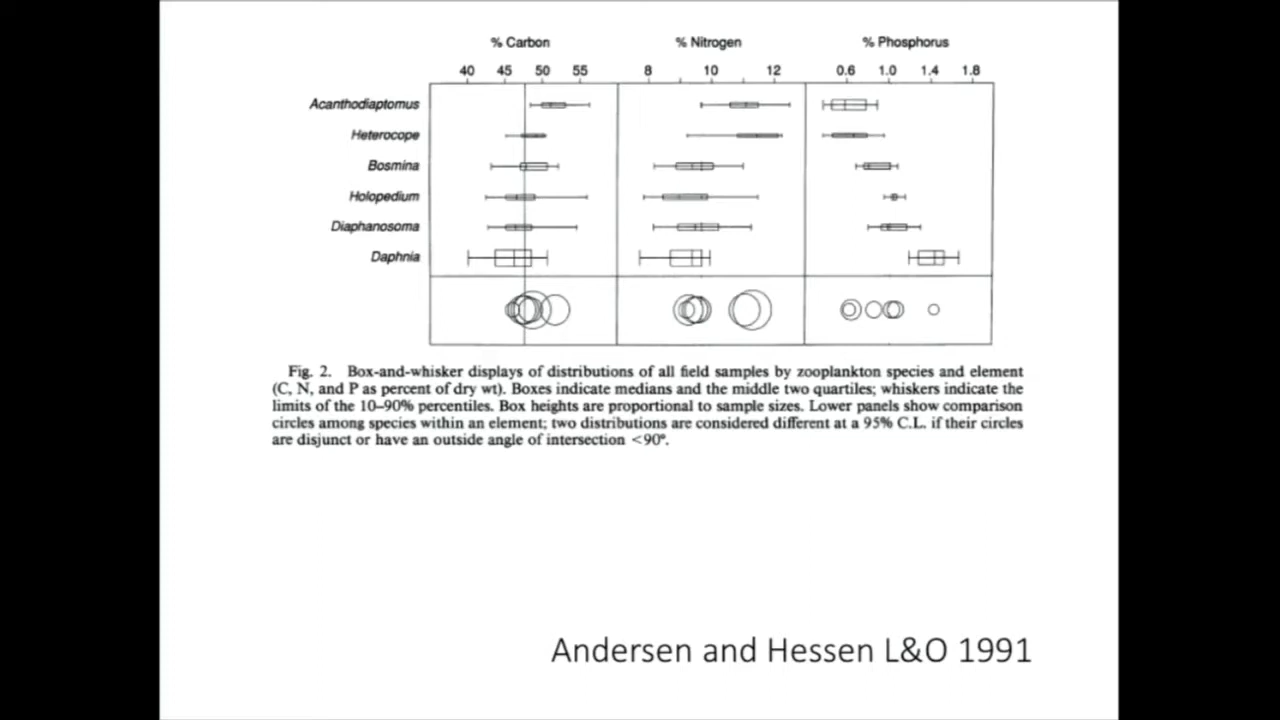 % Carbon % Nitrogen % Phosphorus
40 45 50 55 8 10 12 0.6 1.0 1.4 1.8
Acanthodiaptomus
Heterocope
Bosmina
Holopedium
Diaphanosoma
Daphnia
Fig. 2. Box-and-whisker displays of distributions of all field samples by zooplankton species and element
(C, N, and P as percent of dry wt). Boxes indicate medians and the middle two quartiles; whiskers indicate the
limits of the 10–90% percentiles. Box heights are proportional to sample sizes. Lower panels show comparison
circles among species within an element; two distributions are considered different at a 95% C.L. if their circles
are disjunct or have an outside angle of intersection <90°.
Andersen and Hessen L&O 1991